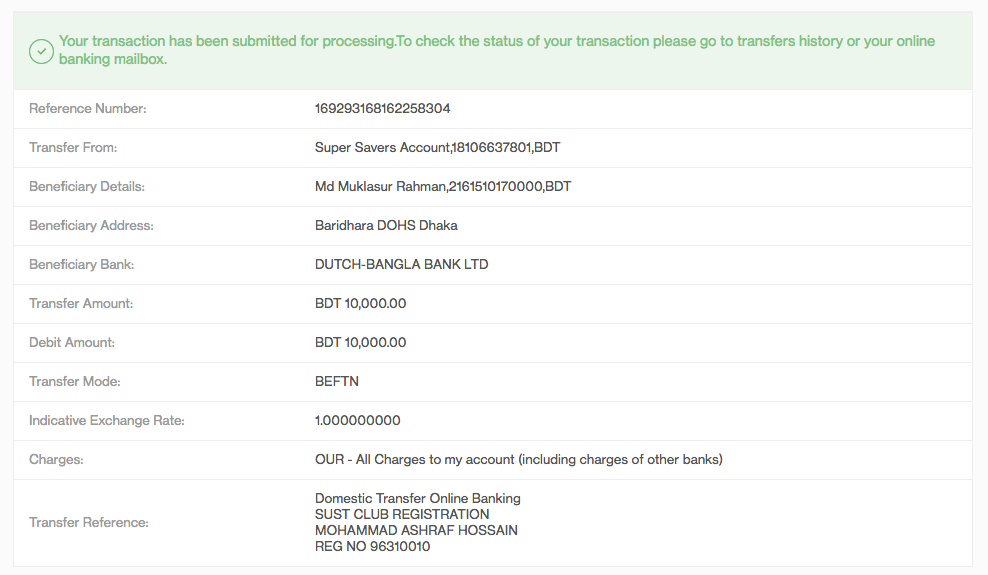 Your transaction has been submitted for processing.To check the status of your transaction please go to transfers history or your online
banking mailbox.
Reference Number: 169293168162258304
Transfer From: Super Savers Account,18106637801,BDT
Beneficiary Details: Md Muklasur Rahman,2161510170000,BDT
Beneficiary Address: Baridhara DOHS Dhaka
Beneficiary Bank: DUTCH-BANGLA BANK LTD
Transfer Amount: BDT 10,000.00
Debit Amount: BDT 10,000.00
Transfer Mode: BEFTN
Indicative Exchange Rate: 1.000000000
Charges: OUR - All Charges to my account (including charges of other banks)
Transfer Reference: Domestic Transfer Online Banking
SUST CLUB REGISTRATION
MOHAMMAD ASHRAF HOSSAIN
REG NO 96310010